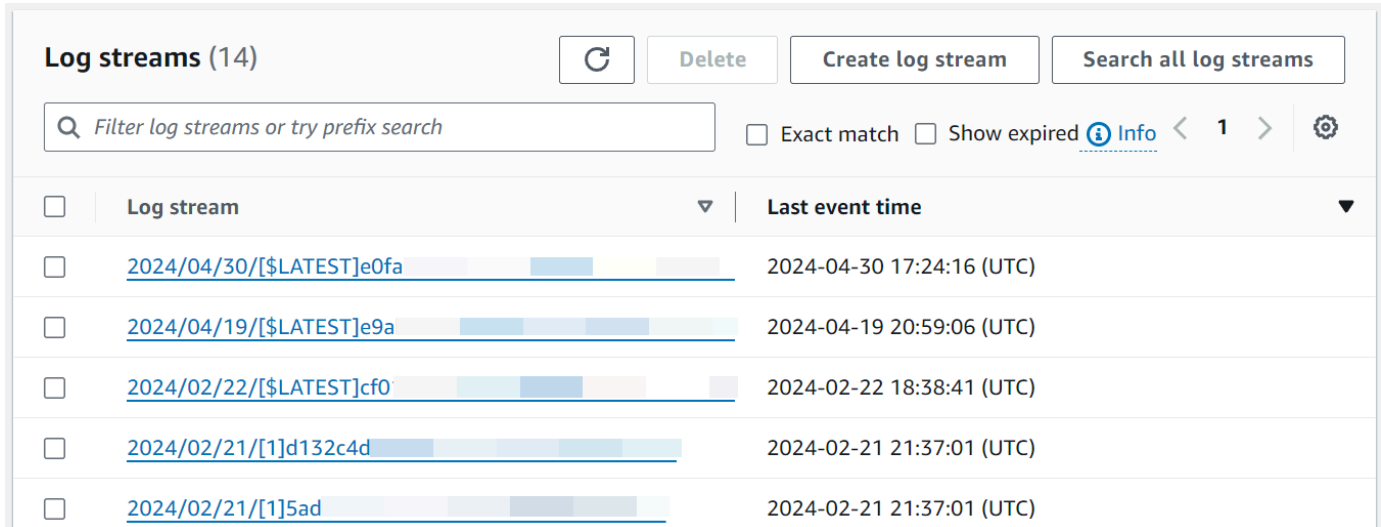 Log streams (14)
Delete
Create log stream
Search all log streams
Filter log streams or try prefix search
Exact match
Show expired
Info
1
Log stream
Last event time
2024/04/30/[$LATEST]e0fa
2024-04-30 17:24:16 (UTC)
2024/04/19/[$LATEST]e9a
2024-04-19 20:59:06 (UTC)
2024/02/22/[$LATEST]cf0
2024-02-22 18:38:41 (UTC)
2024/02/21/[1]d132c4d
2024-02-21 21:37:01 (UTC)
2024/02/21/[1]5ad
2024-02-21 21:37:01 (UTC)